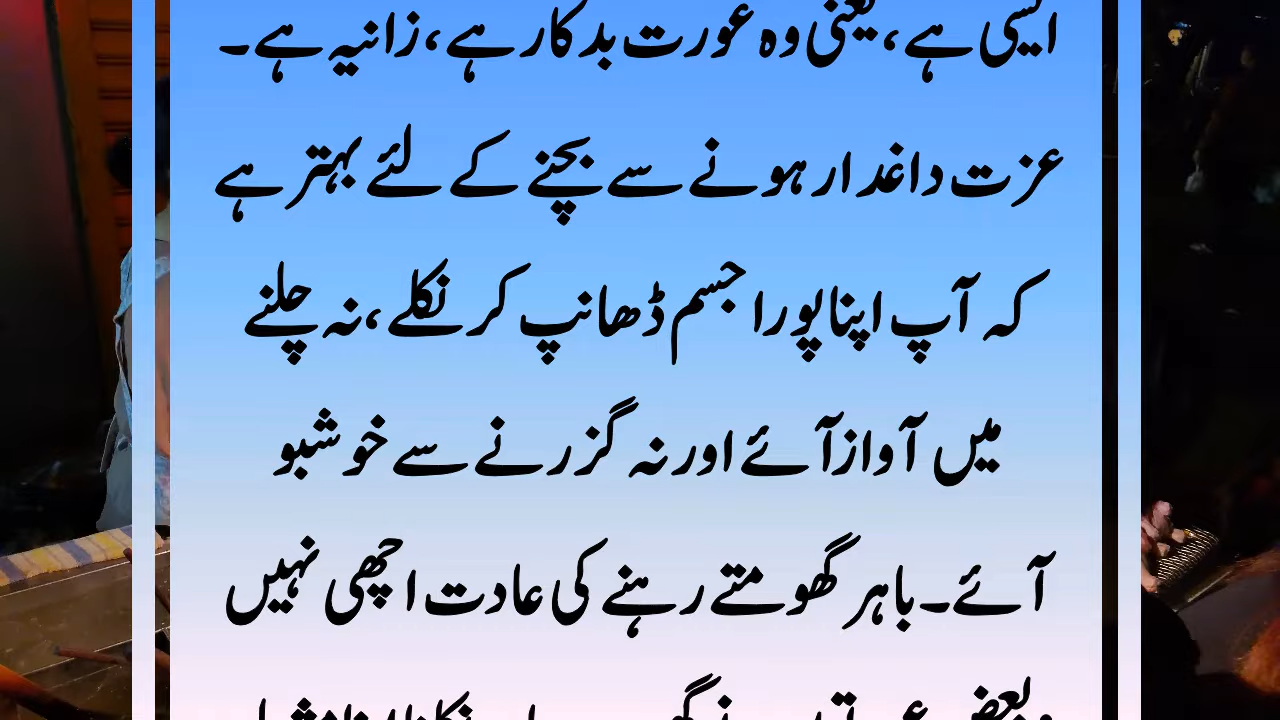 ایسی ہے، یعنی وہ عورت بدکار ہے، زانیہ ہے۔
عزت داغدار ہونے سے بچنے کے لئے بہتر ہے
کہ آپ اپنا پورا جسم ڈھانپ کر نکلے، نہ چلنے
میں آواز آئے اور نہ گزرنے سے خوشبو
آئے۔ باہر گھومتے رہنے کی عادت اچھی نہیں